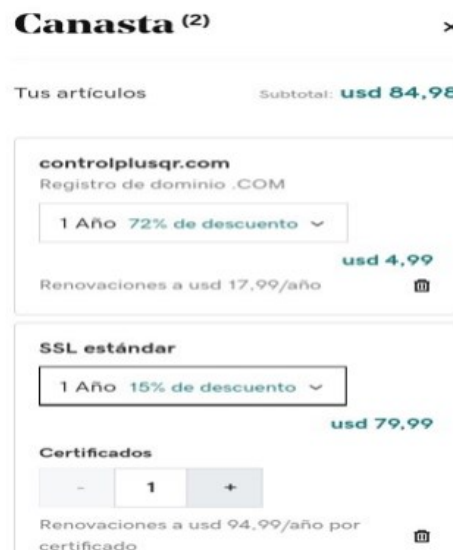 Canasta (2)
Tus artículos Subtotal: usd 84,98
controlplusqr.com
Registro de dominio .COM
1 Año 72% de descuento
usd 4,99
Renovaciones a usd 17,99/año
SSL estándar
1 Año 15% de descuento
usd 79,99
Certificados
- 1 +
Renovaciones a usd 94,99/año por
certificado